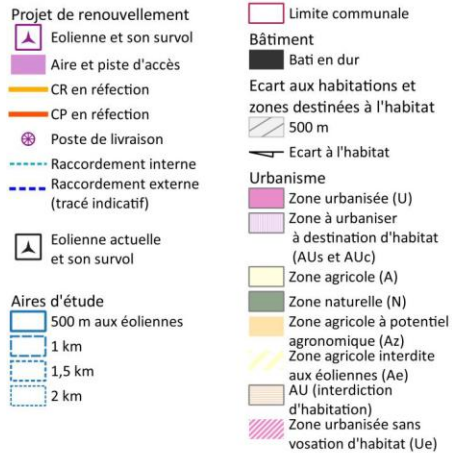 Projet de renouvellement
Eolienne et son survol
Aire et piste d'accès
CR en réfection
CP en réfection
Poste de livraison
Raccordement interne
Raccordement externe
(tracé indicatif)
Eolienne actuelle
et son survol
Aires d'étude
500 m aux éoliennes
1 km
1,5 km
2 km
Limite communale
Bâtiment
Bati en dur
Ecart aux habitations et
zones destinées à l'habitat
500 m
Ecart à l'habitat
Urbanisme
Zone urbanisée (U)
Zone à urbaniser
à destination d'habitat
(AUs et AUc)
Zone agricole (A)
Zone naturelle (N)
Zone agricole à potentiel
agronomique (Az)
Zone agricole interdite
aux éoliennes (Ae)
AU (interdiction
d'habitation)
Zone urbanisée sans
vosation d'habitat (Ue)